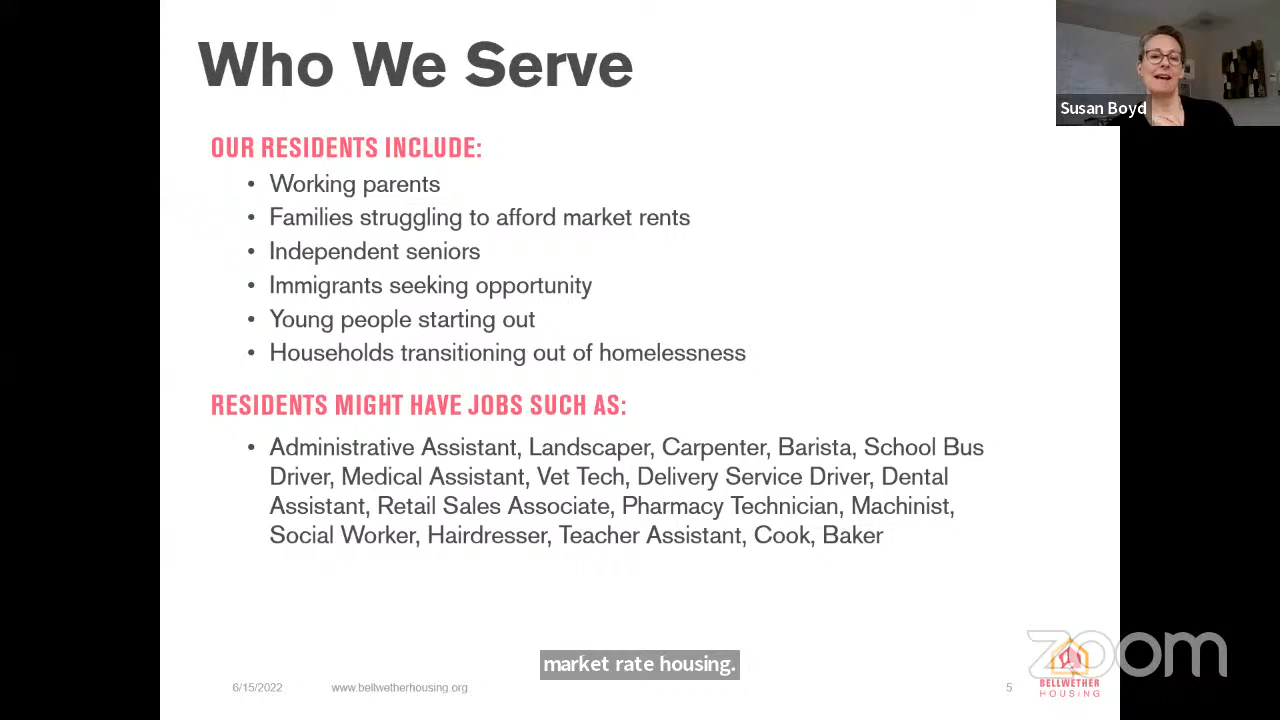 Who We Serve
Susan Boyd
OUR RESIDENTS INCLUDE:
• Working parents
• Families struggling to afford market rents
• Independent seniors
• Immigrants seeking opportunity
• Young people starting out
• Households transitioning out of homelessness
RESIDENTS MIGHT HAVE JOBS SUCH AS:
• Administrative Assistant, Landscaper, Carpenter, Barista, School Bus
Driver, Medical Assistant, Vet Tech, Delivery Service Driver, Dental
Assistant, Retail Sales Associate, Pharmacy Technician, Machinist,
Social Worker, Hairdresser, Teacher Assistant, Cook, Baker
market rate housing.
zoom
6/15/2022
www.bellwetherhousing.org
5
BELLWETHER
HOUSING